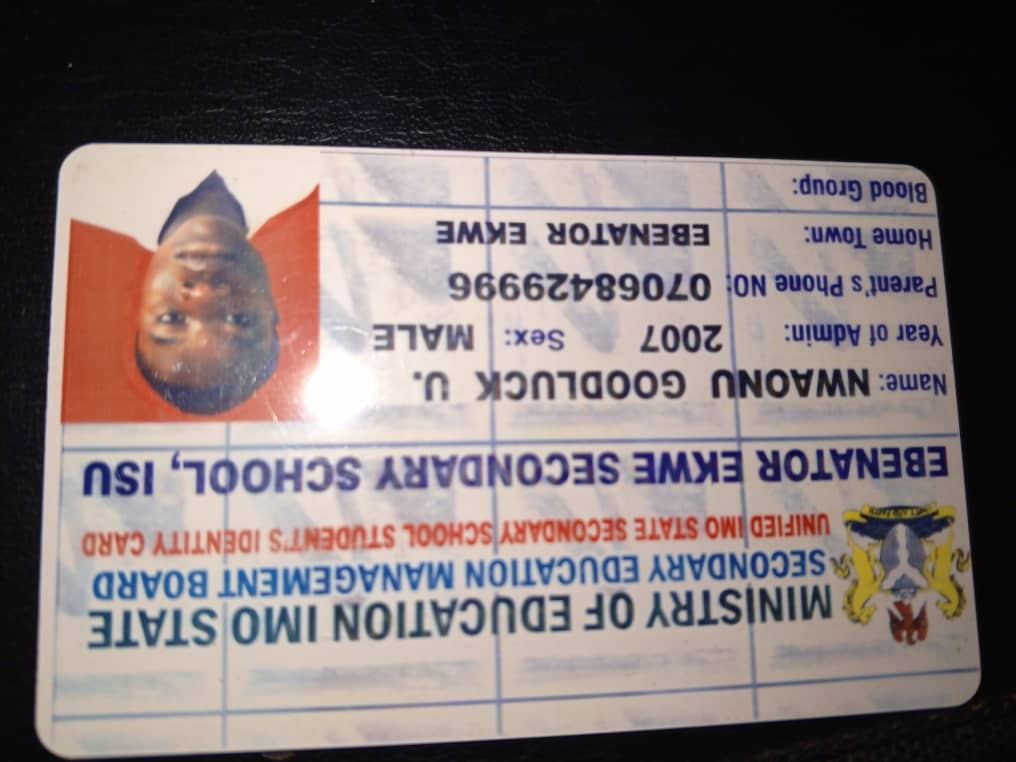 MINISTRY OF EDUCATION IMO STATE
SECONDARY EDUCATION MANAGEMENT BOARD
UNIFIED IMO STATE SECONDARY SCHOOL STUDENT'S IDENTITY CARD
EBENATOR EKWE SECONDARY SCHOOL, ISU
Name: NWAONU GOODLUCK U.
Year of Admin: 2007 Sex: MALE
Parent's Phone NO: 07068429996
Home Town: EBENATOR EKWE
Blood Group: